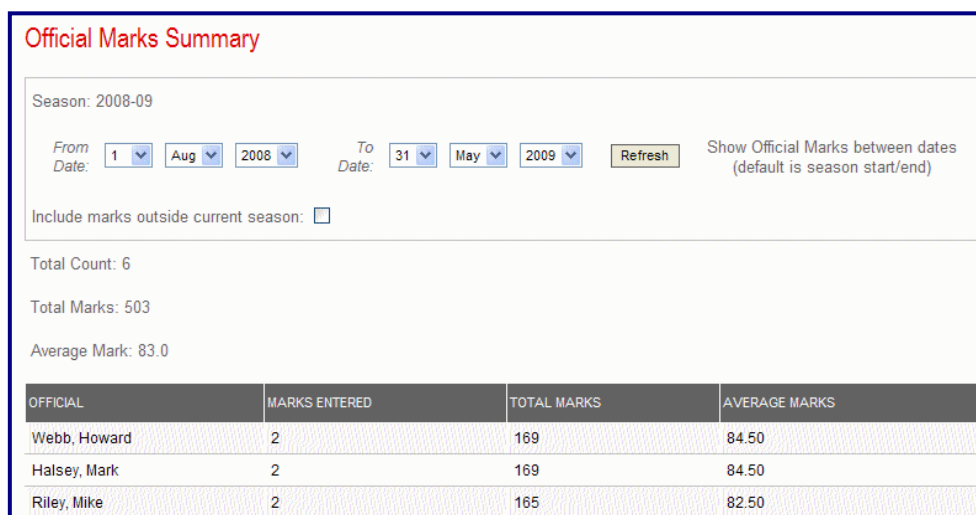 Official Marks Summary
Season: 2008-09
From Date: 1 Aug 2008 To Date: 31 May 2009 Refresh Show Official Marks between dates (default is season start/end)
Include marks outside current season:
Total Count: 6
Total Marks: 503
Average Mark: 83.0
OFFICIAL MARKS ENTERED TOTAL MARKS AVERAGE MARKS
Webb, Howard 2 169 84.50
Halsey, Mark 2 169 84.50
Riley, Mike 2 165 82.50